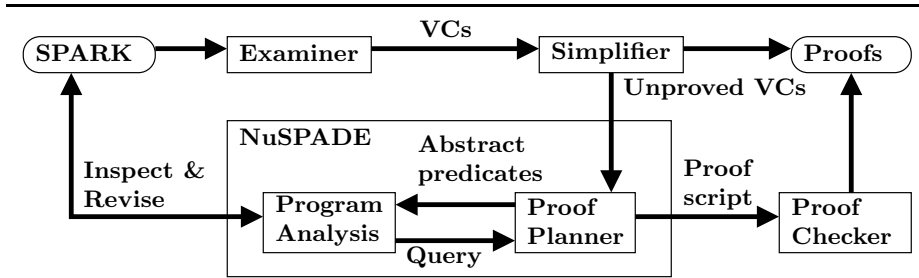 VCs
SPARK
Examiner
Simplifier
Proofs
Unproved VCs
NuSPADE
Abstract
predicates
Inspect &
Revise
Proof
script
Program
Analysis
Proof
Planner
Proof
Checker
Query